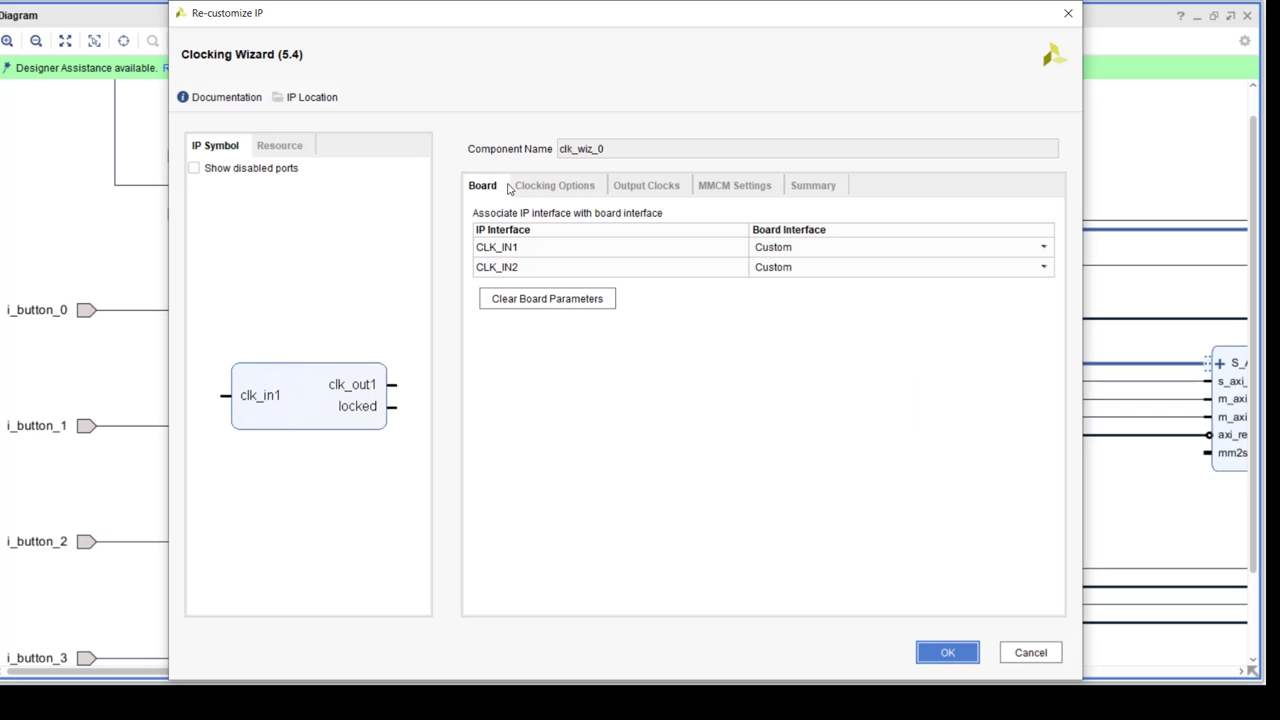 Diagram
Re-customize IP
Clocking Wizard (5.4)
Designer Assistance available. R
Documentation
IP Location
IP Symbol
Resource
Show disabled ports
clk_in1
clk_out1
locked
Component Name
clk_wiz_0
Board
Clocking Options
Output Clocks
MMCM Settings
Summary
Associate IP interface with board interface
IP Interface
Board Interface
CLK_IN1
Custom
CLK_IN2
Custom
Clear Board Parameters
i_button_0
i_button_1
i_button_2
i_button_3
S_A
s_axi_
m_axi
m_axi
axi_re
mm2s
OK
Cancel